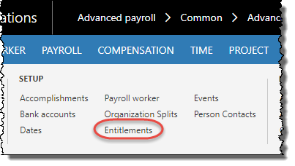 ations Advanced payroll > Common > Advanc
RKER PAYROLL COMPENSATION TIME PROJECT
SETUP
Accomplishments Payroll worker Events
Bank accounts Organization Splits Person Contacts
Dates Entitlements